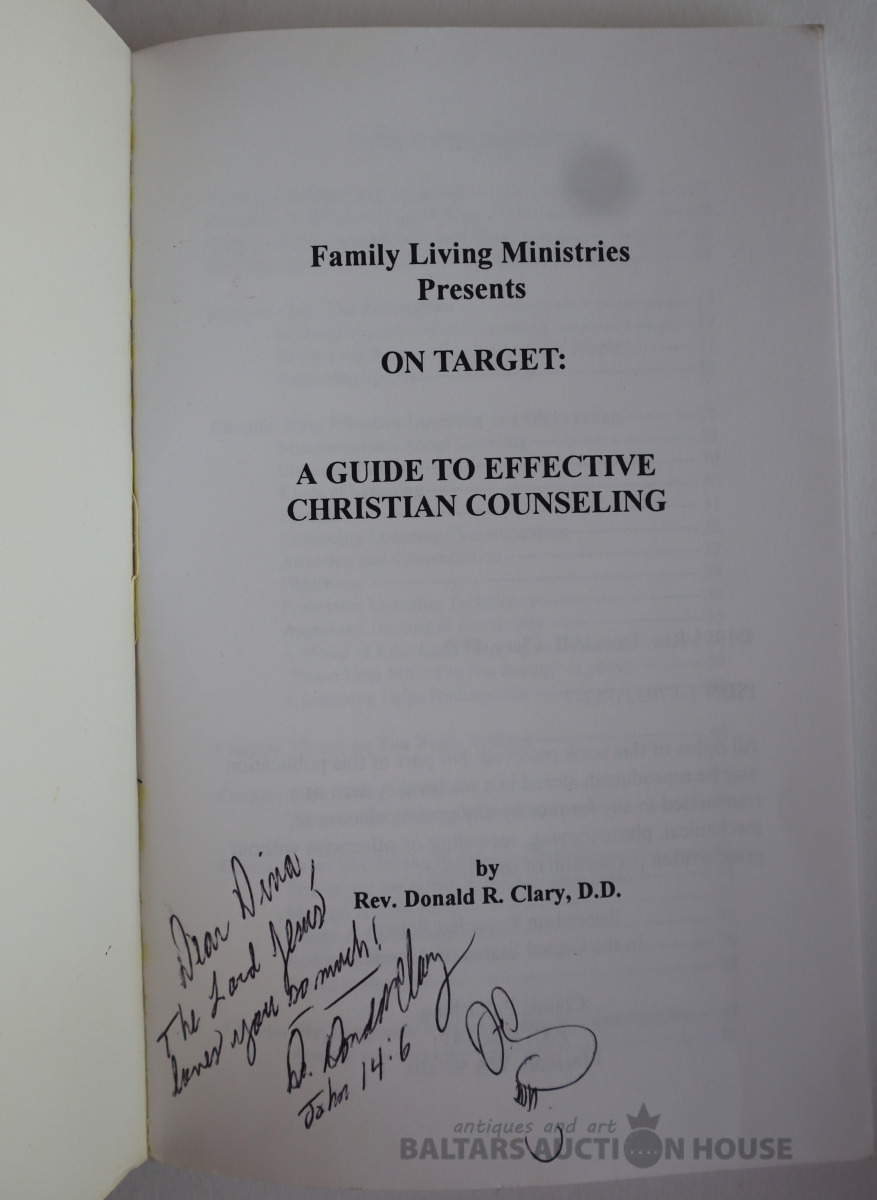 Family Living Ministries
Presents
ON TARGET:
A GUIDE TO EFFECTIVE
CHRISTIAN COUNSELING
by
Rev. Donald R. Clary, D.D.
Dear Dina,
The Lord Jesus
loves you so much!
Dr. Donald R Clary
John 14:6
antiques and art
BALTARS AUCTION HOUSE